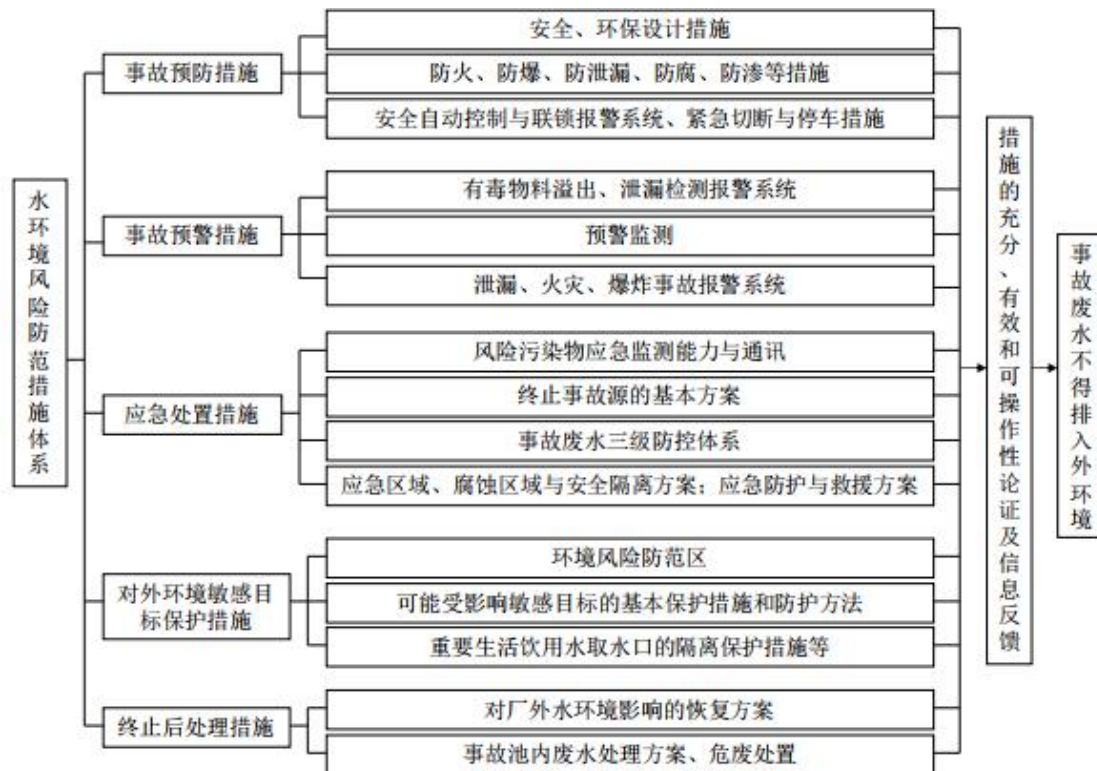 水环境风险防范措施体系
事故预防措施
安全、环保设计措施
防火、防爆、防泄漏、防腐、防渗等措施
安全自动控制与联锁报警系统、紧急切断与停车措施
事故预警措施
有毒物料溢出、泄漏检测报警系统
预警监测
泄漏、火灾、爆炸事故报警系统
应急处置措施
风险污染物应急监测能力与通讯
终止事故源的基本方案
事故废水三级防控体系
应急区域、腐蚀区域与安全隔离方案；应急防护与救援方案
对外环境敏感目
标保护措施
环境风险防范区
可能受影响敏感目标的基本保护措施和防护方法
重要生活饮用水取水口的隔离保护措施等
终止后处理措施
对厂外水环境影响的恢复方案
事故池内废水处理方案、危废处置
措施的充分、有效和可操作性论证及信息反馈
事故废水不得排入外环境